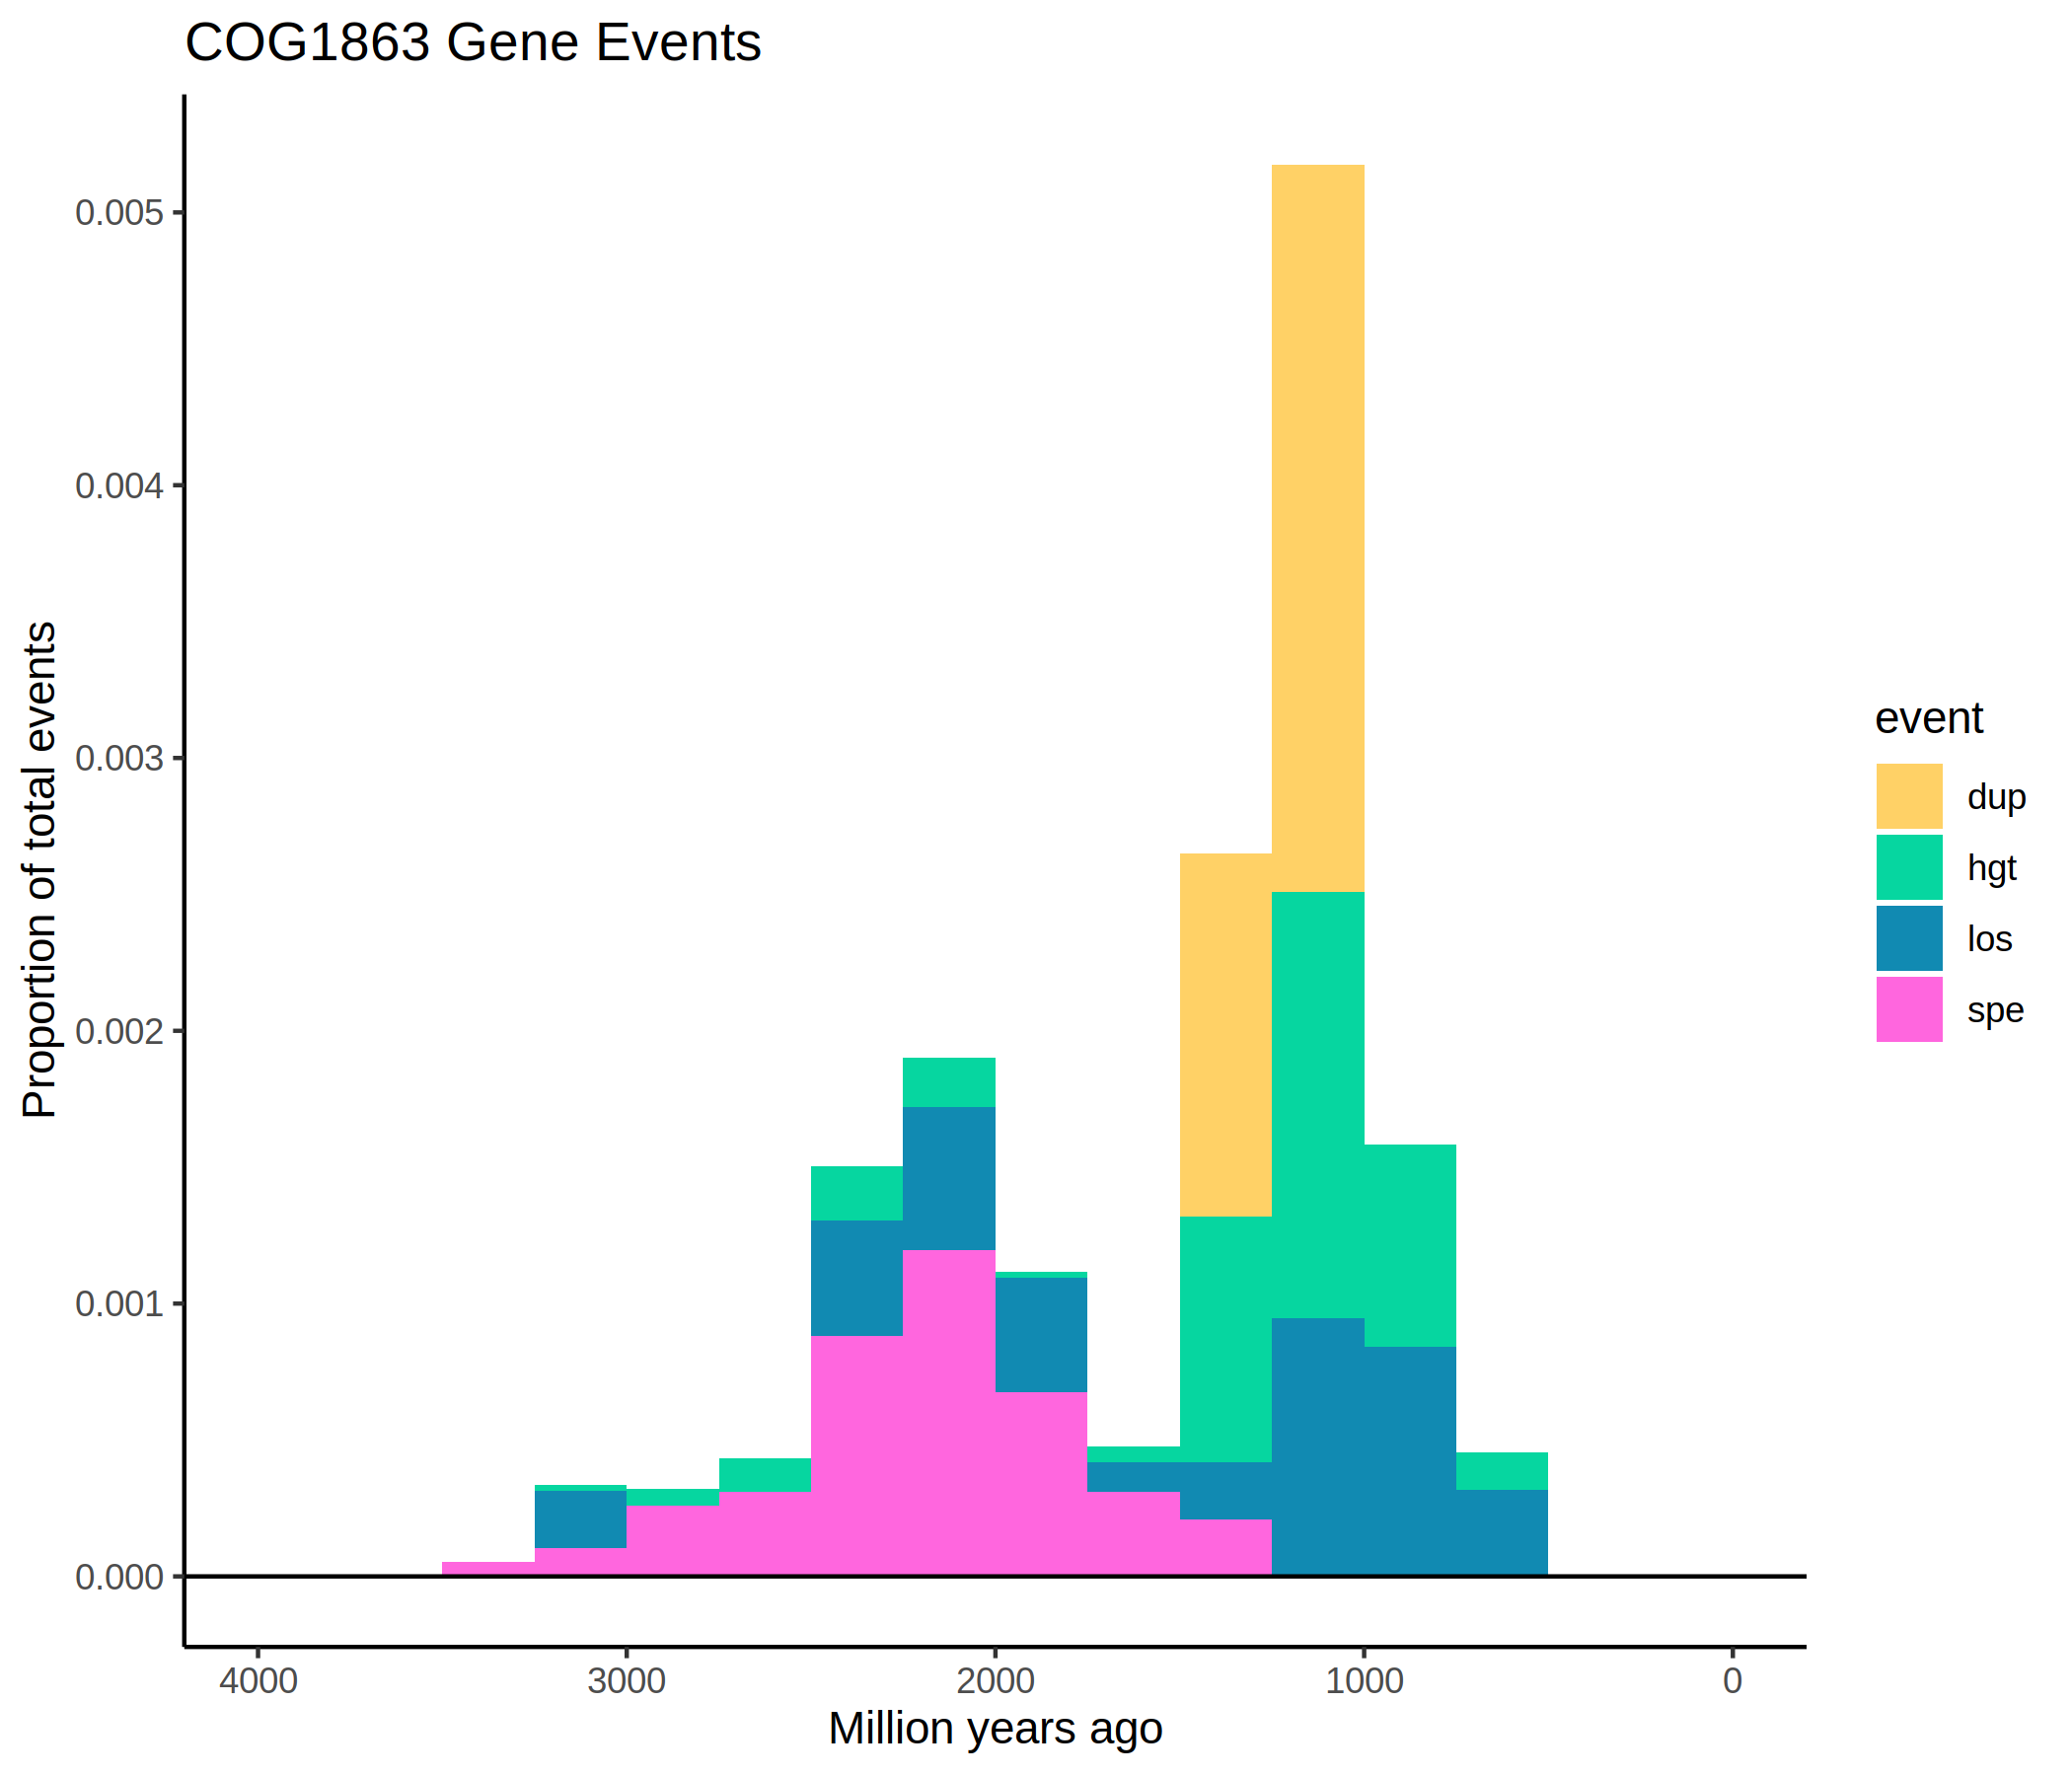 COG1863 Gene Events
Proportion of total events
0.005
0.004
0.003
0.002
0.001
0.000
4000 3000 2000 1000 0
Million years ago
event
dup
hgt
los
spe